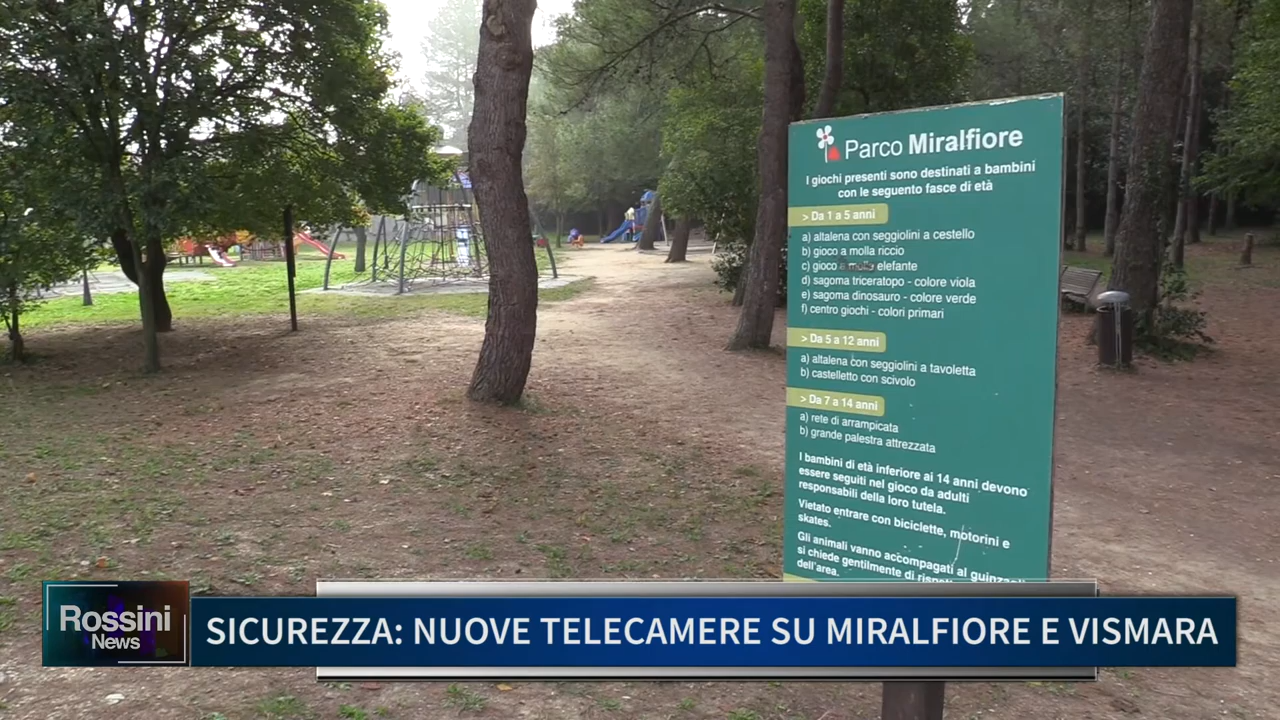 Parco Miralfiore
I giochi presenti sono destinati a bambini
con le seguento fasce di età
> Da 1 a 5 anni
a) altalena con seggiolini a cestello
b) gioco a molla riccio
c) gioco a molla elefante
d) sagoma triceratopo - colore viola
e) sagoma dinosauro - colore verde
f) centro giochi - colori primari
> Da 5 a 12 anni
a) altalena con seggiolini a tavoletta
b) castelletto con scivolo
> Da 7 a 14 anni
a) rete di arrampicata
b) grande palestra attrezzata
I bambini di età inferiore ai 14 anni devono
essere seguiti nel gioco da adulti
responsabili della loro tutela.
Vietato entrare con biciclette, motorini e
skates.
Gli animali vanno accompagati al
si chiede gentilmente di
dell'area.
Rossini
News
SICUREZZA: NUOVE TELECAMERE SU MIRALFIORE E VISMARA